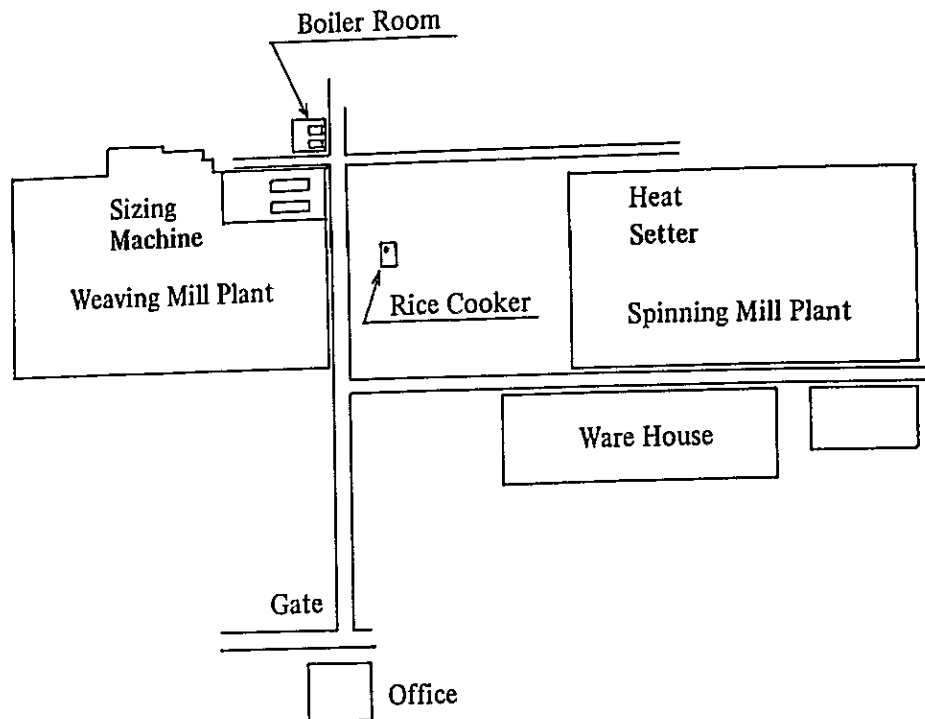 Boiler Room
Sizing
Machine
Weaving Mill Plant
Rice Cooker
Heat
Setter
Spinning Mill Plant
Ware House
Gate
Office